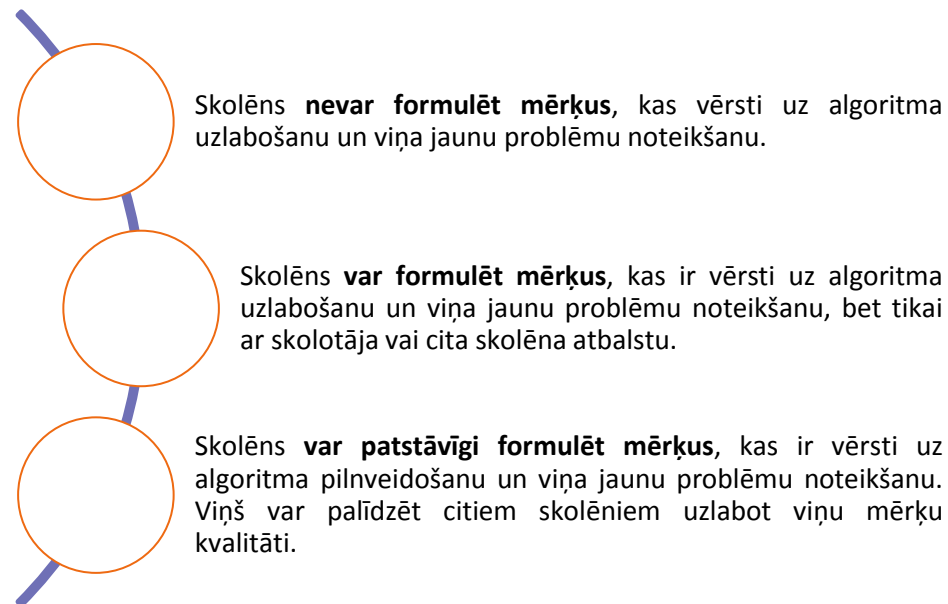 Skolēns nevar formulēt mērķus, kas vērsti uz algoritma
uzlabošanu un viņa jaunu problēmu noteikšanu.
Skolēns var formulēt mērķus, kas ir vērsti uz algoritma
uzlabošanu un viņa jaunu problēmu noteikšanu, bet tikai
ar skolotāja vai cita skolēna atbalstu.
Skolēns var patstāvīgi formulēt mērķus, kas ir vērsti uz
algoritma pilnveidošanu un viņa jaunu problēmu noteikšanu.
Viņš var palīdzēt citiem skolēniem uzlabot viņu mērķu
kvalitāti.